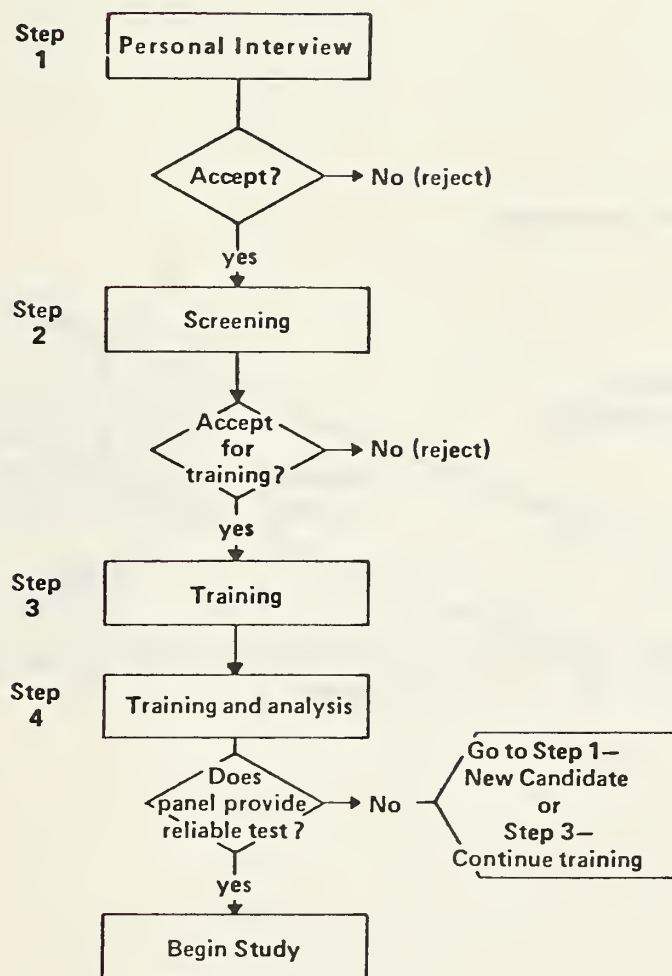 Step
1
Personal Interview
Accept?
No (reject)
yes
Step
2
Screening
Accept
for
training?
No (reject)
yes
Step
3
Training
Step
4
Training and analysis
Does
panel provide
reliable test?
No
Go to Step 1–
New Candidate
or
Step 3–
Continue training
yes
Begin Study